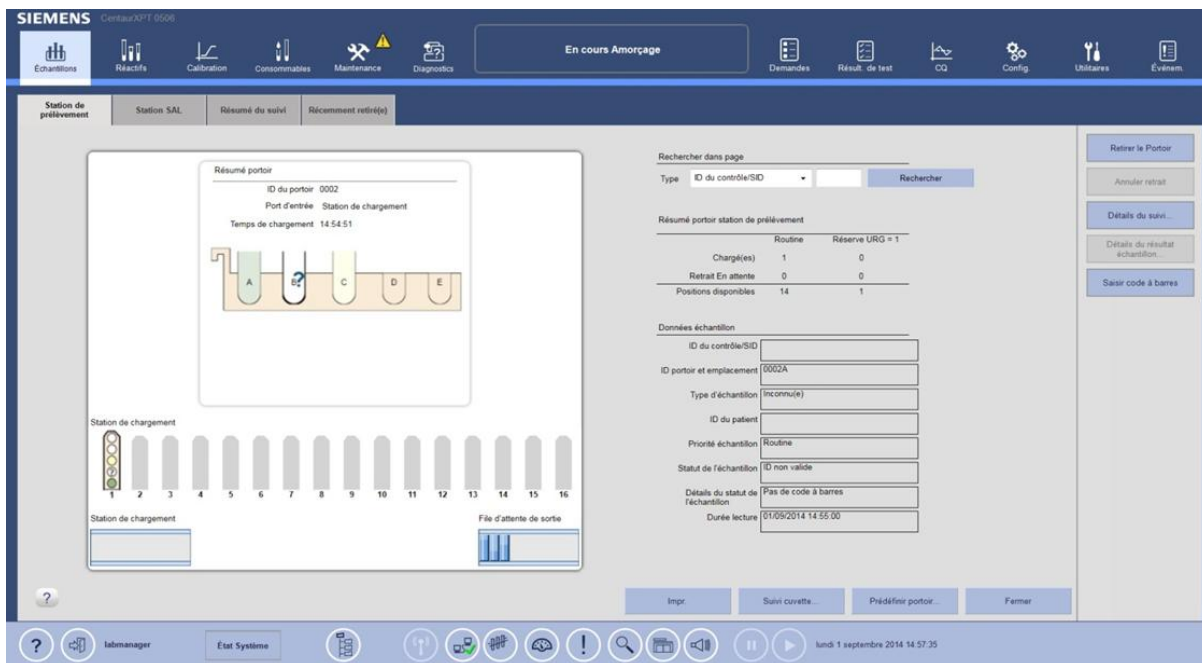 SIEMENS CentaurXPT 0506
Échantillons
Réactifs
Calibration
Consommables
Maintenance
Diagnostics
En cours Amorçage
Demandes
Résult. de test
CQ
Config.
Utilitaires
Événem.
Station de prélèvement
Station SAL
Résumé du suivi
Récemment retiré(e)
Résumé portoir
ID du portoir 0002
Port d'entrée Station de chargement
Temps de chargement 14:54:51
A B ? C D E
Station de chargement
1 2 3 4 5 6 7 8 9 10 11 12 13 14 15 16
Station de chargement
File d'attente de sortie
Rechercher dans page
Type ID du contrôle/SID Rechercher
Résumé portoir station de prélèvement
Routine Réserve URG = 1
Chargé(es) 1 0
Retrait En attente 0 0
Positions disponibles 14 1
Données échantillon
ID du contrôle/SID
ID portoir et emplacement 0002A
Type d'échantillon Inconnu(e)
ID du patient
Priorité échantillon Routine
Statut de l'échantillon ID non valide
Détails du statut de l'échantillon Pas de code à barres
Durée lecture 01/09/2014 14:55:00
Retirer le Portoir
Annuler retrait
Détails du suivi...
Détails du résultat échantillon...
Saisir code à barres
?
Impr.
Suivi cuvette...
Prédéfinir portoir...
Fermer
?
labmanager
État Système
!
lundi 1 septembre 2014 14:57:35